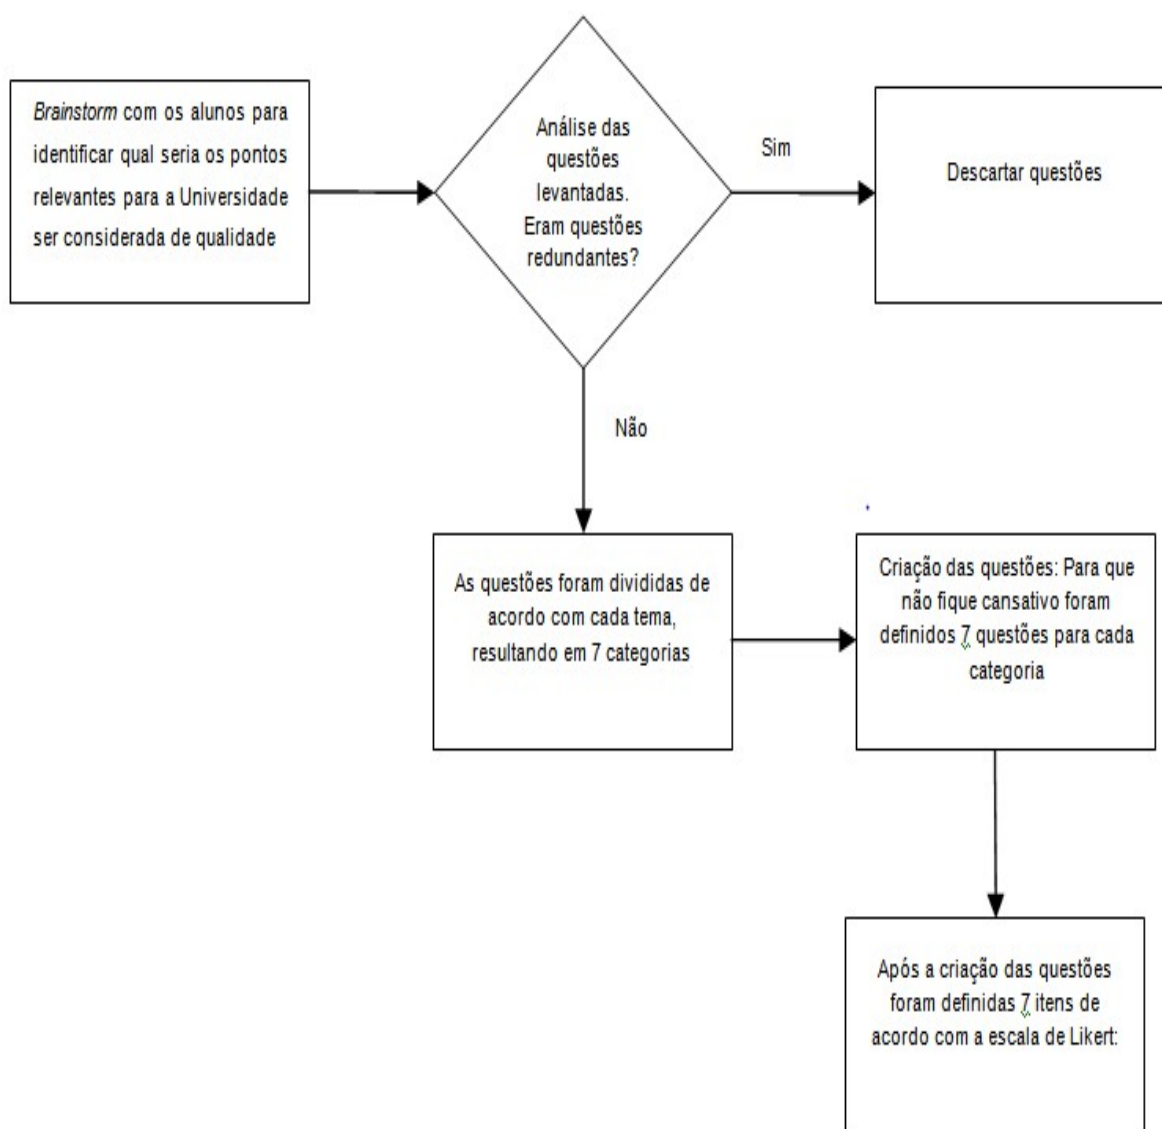 Brainstorm com os alunos para
identificar qual seria os pontos
relevantes para a Universidade
ser considerada de qualidade
Análise das
questões
levantadas.
Eram questões
redundantes?
Sim
Descartar questões
Não
As questões foram divididas de
acordo com cada tema,
resultando em 7 categorias
Criação das questões: Para que
não fique cansativo foram
definidos 7 questões para cada
categoria
Após a criação das questões
foram definidas 7 itens de
acordo com a escala de Likert: